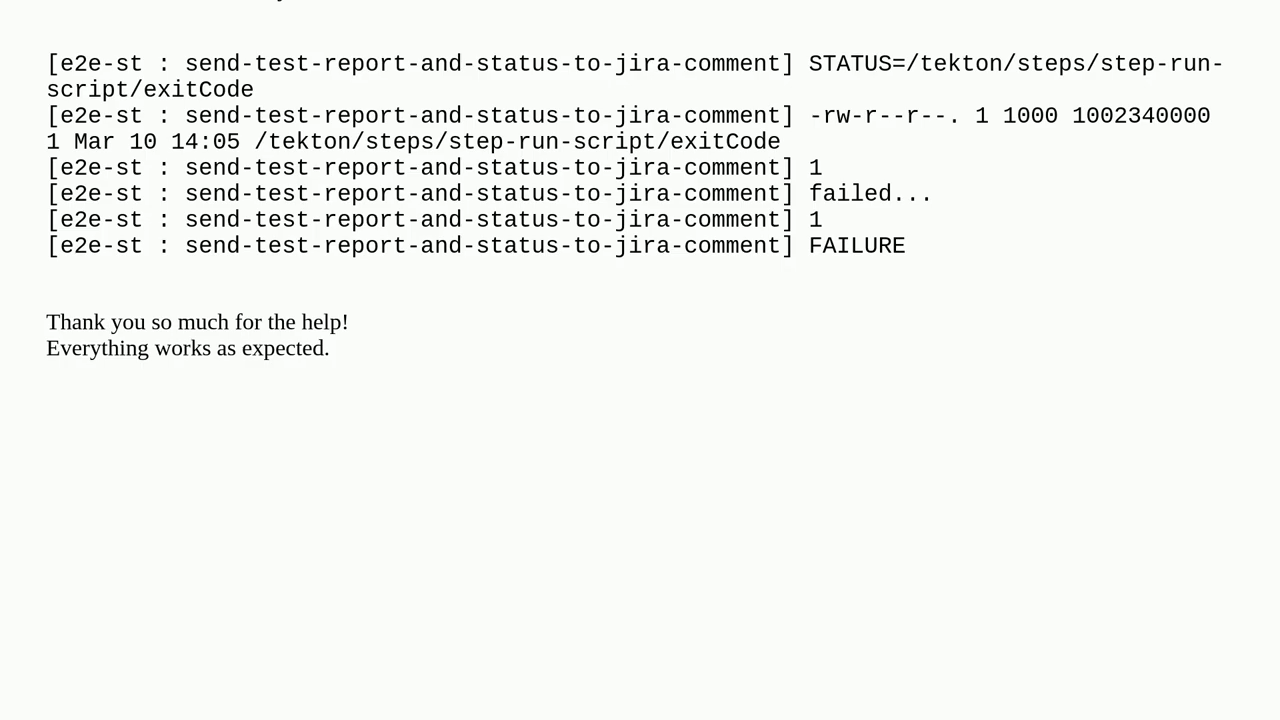 [e2e-st : send-test-report-and-status-to-jira-comment] STATUS=/tekton/steps/step-run-
script/exitCode
[e2e-st : send-test-report-and-status-to-jira-comment] -rw-r--r--. 1 1000 1002340000
1 Mar 10 14:05 /tekton/steps/step-run-script/exitCode
[e2e-st : send-test-report-and-status-to-jira-comment] 1
[e2e-st : send-test-report-and-status-to-jira-comment] failed...
[e2e-st : send-test-report-and-status-to-jira-comment] 1
[e2e-st : send-test-report-and-status-to-jira-comment] FAILURE
Thank you so much for the help!
Everything works as expected.